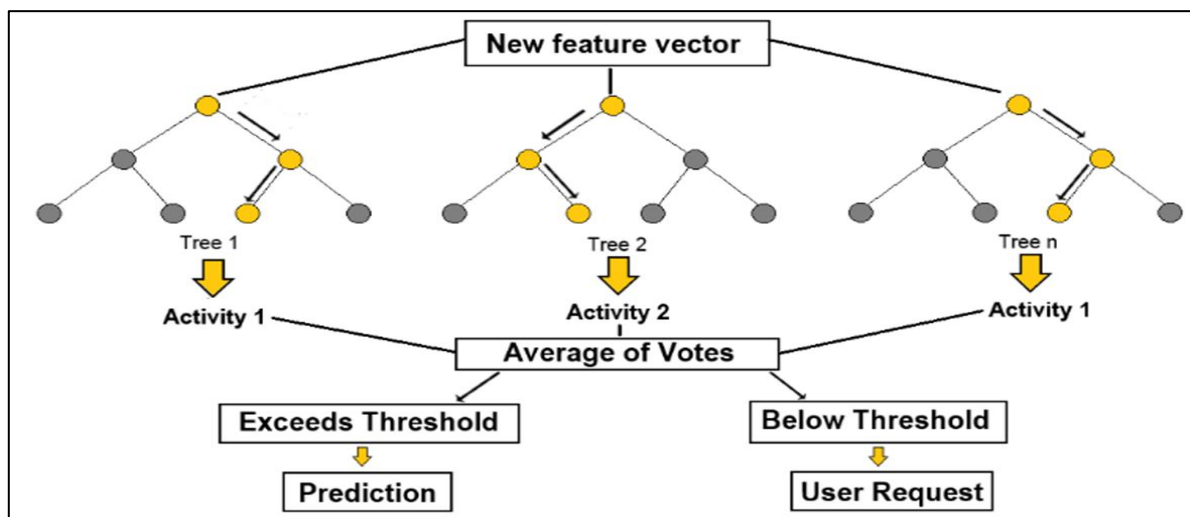 New feature vector
Tree 1
Tree 2
Tree n
Activity 1
Activity 2
Activity 1
Average of Votes
Exceeds Threshold
Below Threshold
Prediction
User Request